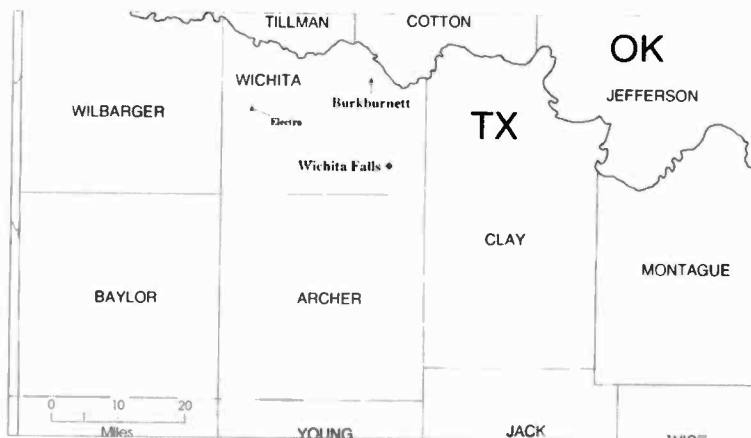 TILLMAN
COTTON
OK
WICHITA
JEFFERSON
WILBARGER
Burkburnett
Electra
TX
Wichita Falls
CLAY
MONTAGUE
BAYLOR
ARCHER
0 10 20
Miles
YOUNG
JACK